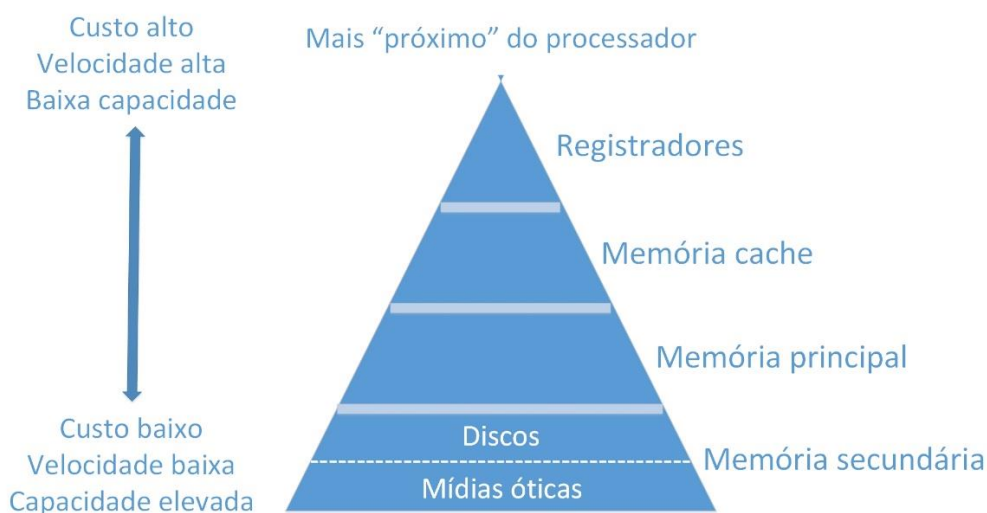 Custo alto
Velocidade alta
Baixa capacidade
Mais “próximo” do processador
Registradores
Memória cache
Memória principal
Discos
Mídias óticas
Memória secundária
Custo baixo
Velocidade baixa
Capacidade elevada